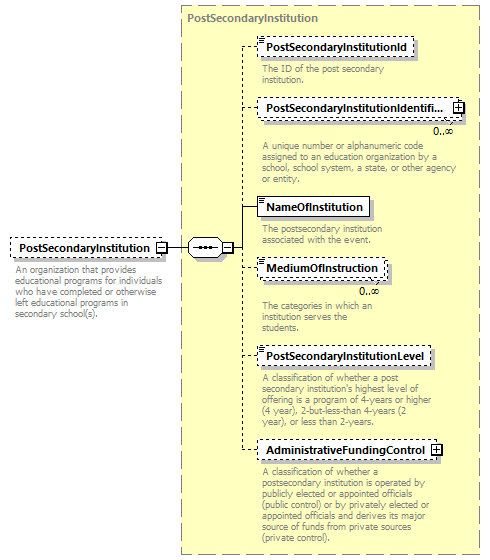 PostSecondaryInstitution
PostSecondaryInstitutionId
The ID of the post secondary
institution.
PostSecondaryInstitutionIdentifi...
0..∞
A unique number or alphanumeric code
assigned to an education organization by a
school, school system, a state, or other agency
or entity.
NameOfInstitution
The postsecondary institution
associated with the event.
PostSecondaryInstitution
An organization that provides
educational programs for individuals
who have completed or otherwise
left educational programs in
secondary school(s).
MediumOfInstruction
0..∞
The categories in which an
institution serves the
students.
PostSecondaryInstitutionLevel
A classification of whether a post
secondary institution's highest level of
offering is a program of 4-years or higher
(4 year), 2-but-less-than 4-years (2
year), or less than 2-years.
AdministrativeFundingControl
A classification of whether a
postsecondary institution is operated by
publicly elected or appointed officials
(public control) or by privately elected or
appointed officials and derives its major
source of funds from private sources
(private control).